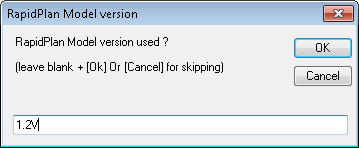 RapidPlan Model version
RapidPlan Model version used ?
OK
(leave blank + [Ok] Or [Cancel] for skipping)
Cancel
1.2V